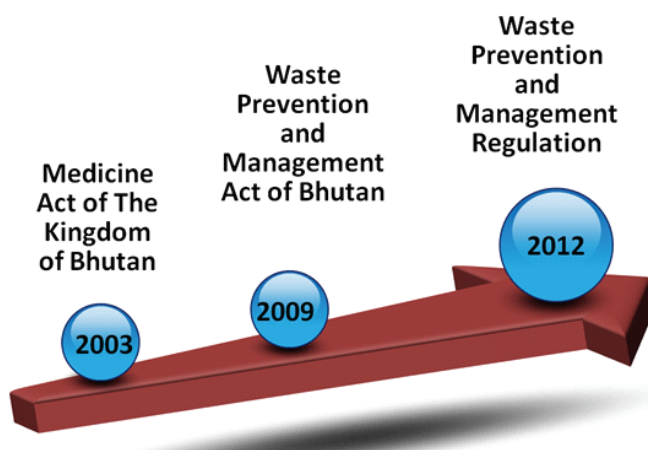 Medicine
Act of The
Kingdom
of Bhutan
2003
Waste
Prevention
and
Management
Act of Bhutan
2009
Waste
Prevention
and
Management
Regulation
2012